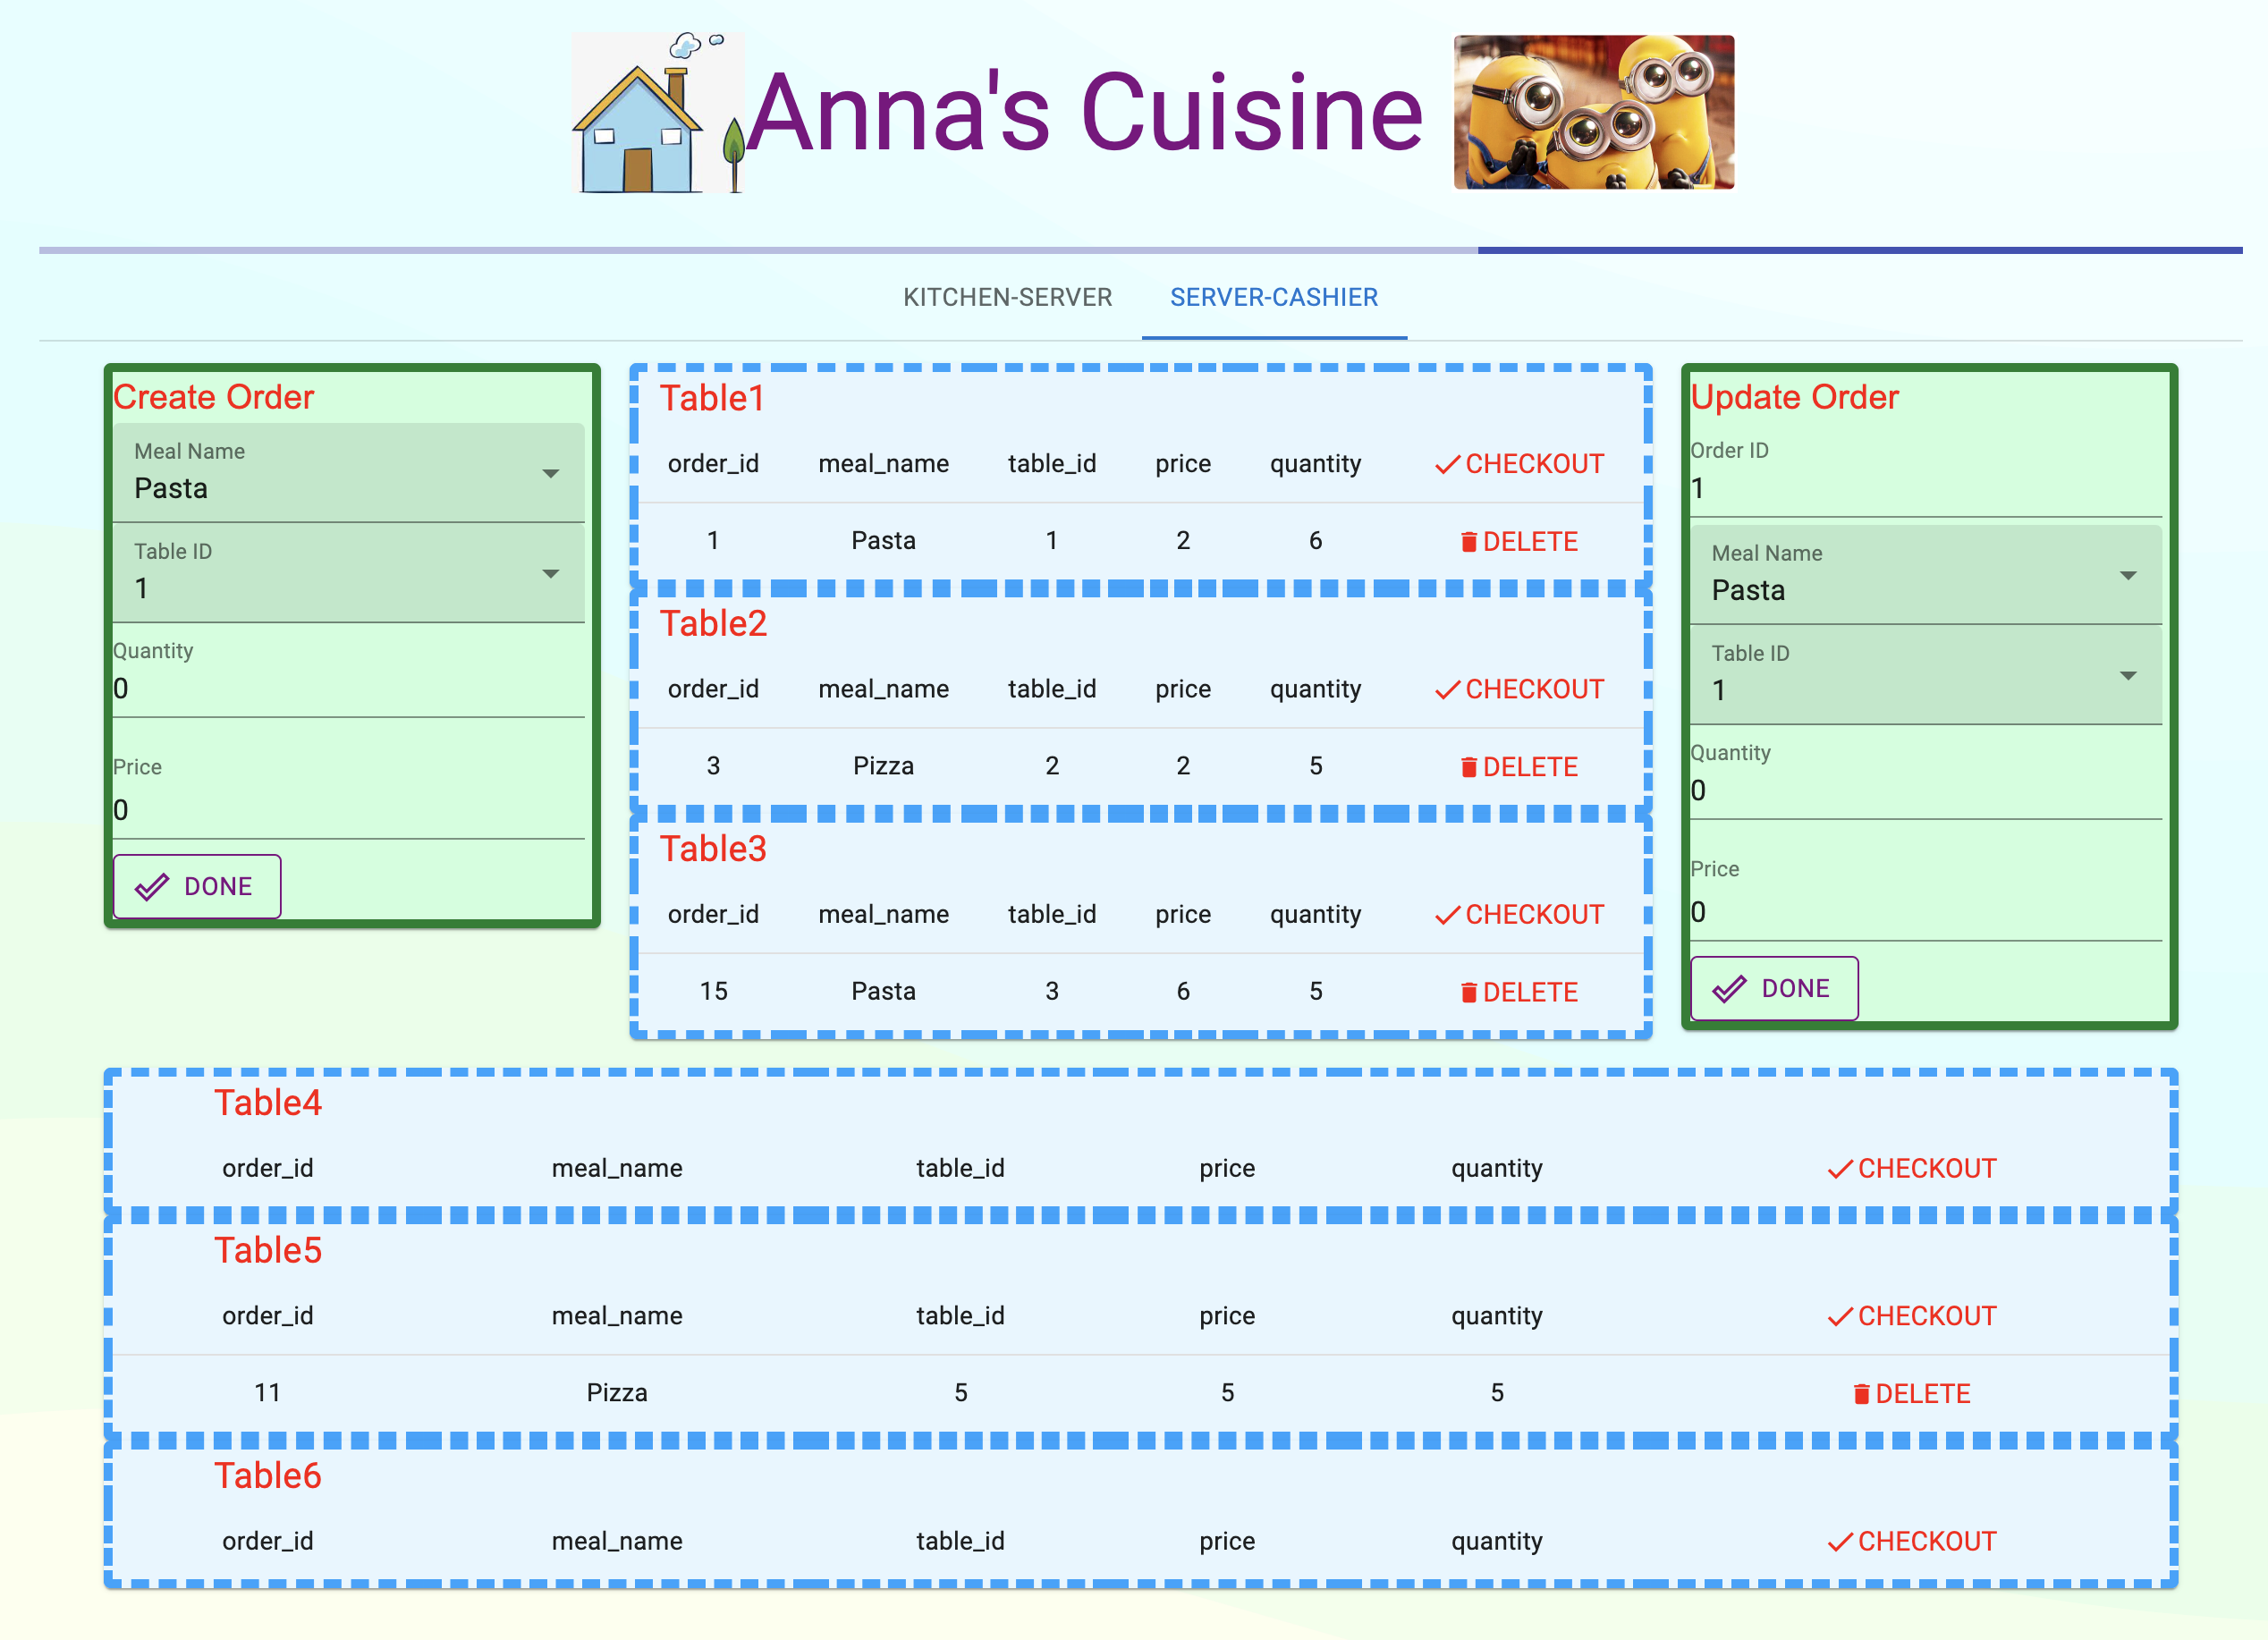 Anna's Cuisine
KITCHEN-SERVER SERVER-CASHIER
Create Order
Meal Name
Pasta
Table ID
1
Quantity
0
Price
0
DONE
Table1
order_id meal_name table_id price quantity CHECKOUT
1 Pasta 1 2 6 DELETE
Table2
order_id meal_name table_id price quantity CHECKOUT
3 Pizza 2 2 5 DELETE
Table3
order_id meal_name table_id price quantity CHECKOUT
15 Pasta 3 6 5 DELETE
Update Order
Order ID
1
Meal Name
Pasta
Table ID
1
Quantity
0
Price
0
DONE
Table4
order_id meal_name table_id price quantity CHECKOUT
Table5
order_id meal_name table_id price quantity CHECKOUT
11 Pizza 5 5 5 DELETE
Table6
order_id meal_name table_id price quantity CHECKOUT